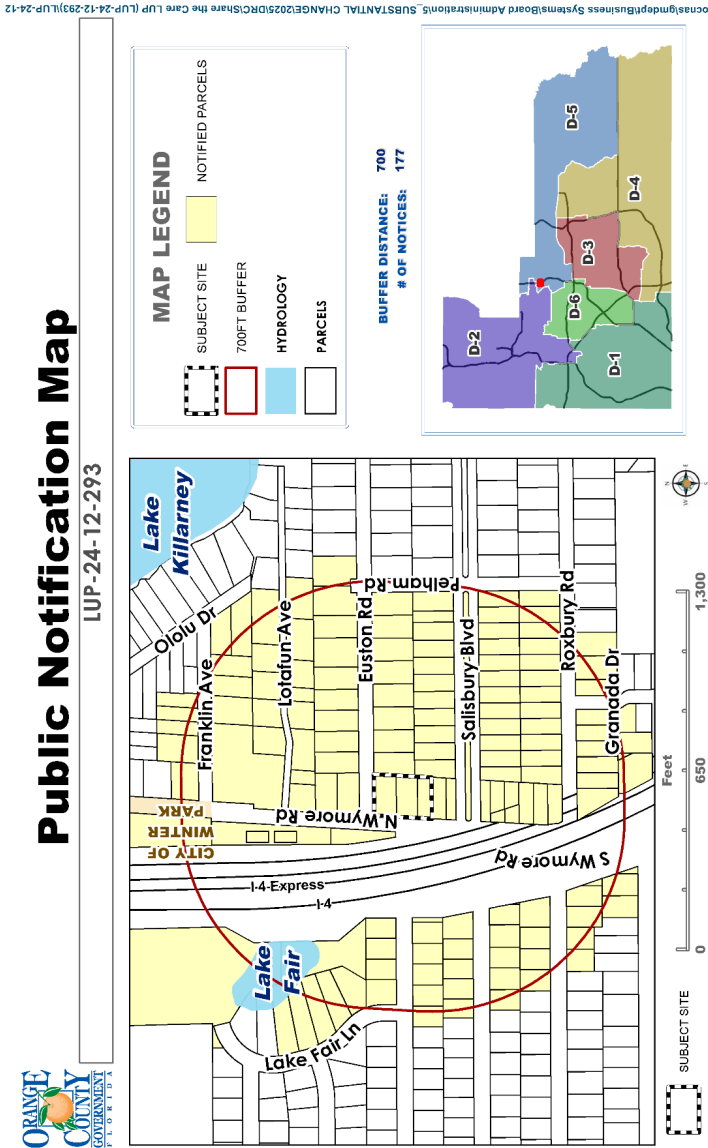 ORANGE
COUNTY
GOVERNMENT
FLORIDA
Public Notification Map
LUP-24-12-293
Lake
Killarney
Ololu Dr
Franklin Ave
Lotafun Ave
Euston Rd
Pelham Rd
Salisbury Blvd
Roxbury Rd
Granada Dr
CITY OF
WINTER
PARK
N Wymore Rd
S Wymore Rd
I-4-Express
I-4
Lake
Fair
Lake Fair Ln
MAP LEGEND
SUBJECT SITE
NOTIFIED PARCELS
700FT BUFFER
HYDROLOGY
PARCELS
BUFFER DISTANCE: 700
# OF NOTICES: 177
D-2
D-5
D-3
D-6
D-4
D-1
SUBJECT SITE
Feet
0 650 1,300
N
W E
S
ocnas/gmdept\Business Systems\Board Administration\5_SUBSTANTIAL CHANGE\2025\DRC\Share the Care LUP (LUP-24-12-293)\LUP-24-12